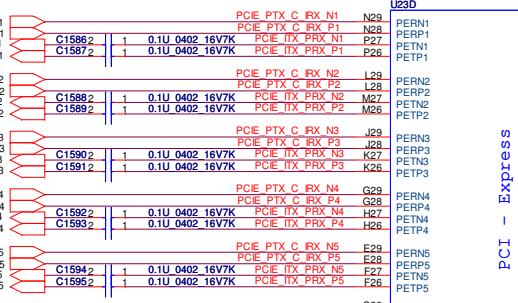 U23D
PCIE_PTX_C_IRX_N1 N29 PERN1
PCIE_PTX_C_IRX_P1 N28 PERP1
C1586 2 1 0.1U_0402_16V7K PCIE_ITX_PRX_N1 P27 PETN1
C1587 2 1 0.1U_0402_16V7K PCIE_ITX_PRX_P1 P26 PETP1
PCIE_PTX_C_IRX_N2 L29 PERN2
PCIE_PTX_C_IRX_P2 L28 PERP2
C1588 2 1 0.1U_0402_16V7K PCIE_ITX_PRX_N2 M27 PETN2
C1589 2 1 0.1U_0402_16V7K PCIE_ITX_PRX_P2 M26 PETP2
PCIE_PTX_C_IRX_N3 J29 PERN3
PCIE_PTX_C_IRX_P3 J28 PERP3
C1590 2 1 0.1U_0402_16V7K PCIE_ITX_PRX_N3 K27 PETN3
C1591 2 1 0.1U_0402_16V7K PCIE_ITX_PRX_P3 K26 PETP3
PCIE_PTX_C_IRX_N4 G29 PERN4
PCIE_PTX_C_IRX_P4 G28 PERP4
C1592 2 1 0.1U_0402_16V7K PCIE_ITX_PRX_N4 H27 PETN4
C1593 2 1 0.1U_0402_16V7K PCIE_ITX_PRX_P4 H26 PETP4
PCIE_PTX_C_IRX_N5 E29 PERN5
PCIE_PTX_C_IRX_P5 E28 PERP5
C1594 2 1 0.1U_0402_16V7K PCIE_ITX_PRX_N5 F27 PETN5
C1595 2 1 0.1U_0402_16V7K PCIE_ITX_PRX_P5 F26 PETP5
PCI - Express